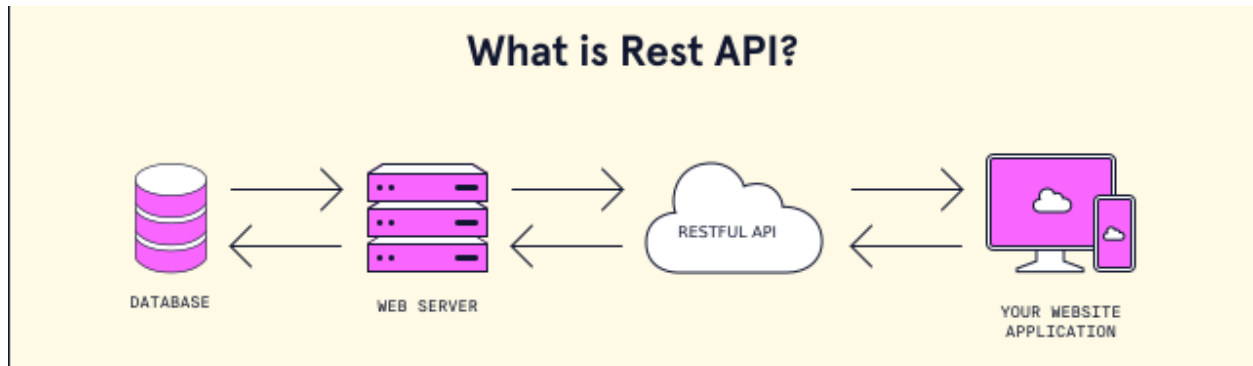 What is Rest API?
RESTFUL API
DATABASE
WEB SERVER
YOUR WEBSITE
APPLICATION